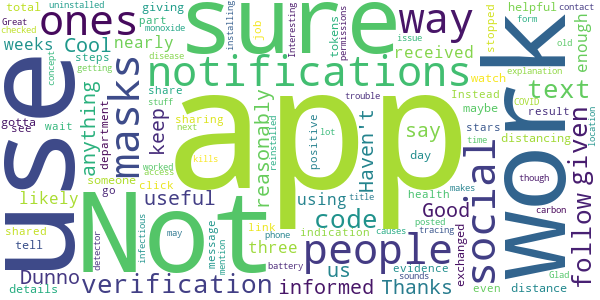 ones
sure
way
work
total
uninstalled
giving
Great
part
checked
monoxide
job
Interesting
tokens
permissions
helpful
form
contact
old
weeks
Cool
nearly
installing
issue
enough
explanation
concept
steps
disease
received
stopped
COVID
getting
notifications
watch
use
masks
anything
stuff
share
app
trouble
Instead
text
gotta
see
wait
department
keep
sharing
next
reasonably
reinstalled
positive
lot
Haven't
say
maybe
result
stars
distancing
social
follow
given
location
likely
someone
go
worked
access
kills
day
time
though
shared
tell
click
Not
useful
using
health
makes
title
Good
even
carbon
detector
infectious
may
message
mention
link
three
code
indication
causes
posted
tracing
exchanged
Dunno
phone
people
us
evidence
sounds
distance
Glad
details
verification
battery
informed
Thanks